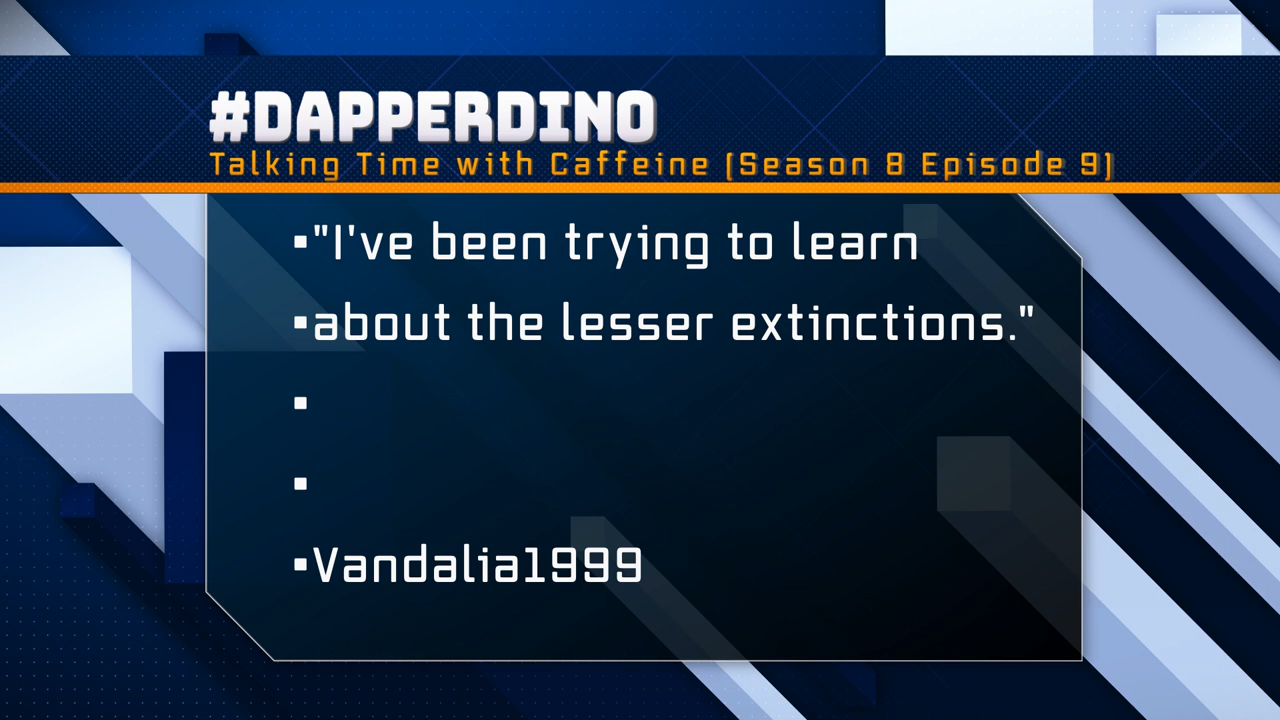 #DAPPERDINO
Talking Time with Caffeine (Season 8 Episode 9)
▪"I've been trying to learn
▪about the lesser extinctions."
▪
▪
▪Vandalia1999